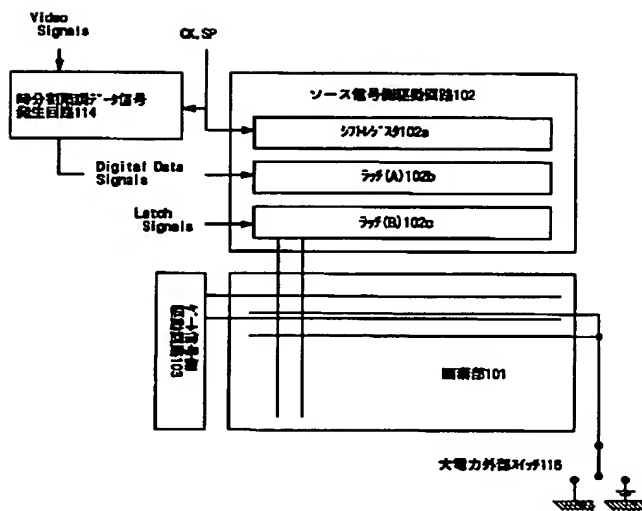 Video
Signals
CK,SP
時分割階調データ信号
発生回路114
ソース信号側駆動回路102
シフトレジスタ102a
Digital Data
Signals
ラッチ(A)102b
Latch
Signals
ラッチ(B)102c
ゲート信号側
駆動回路103
画素部101
大電力外部スイッチ115